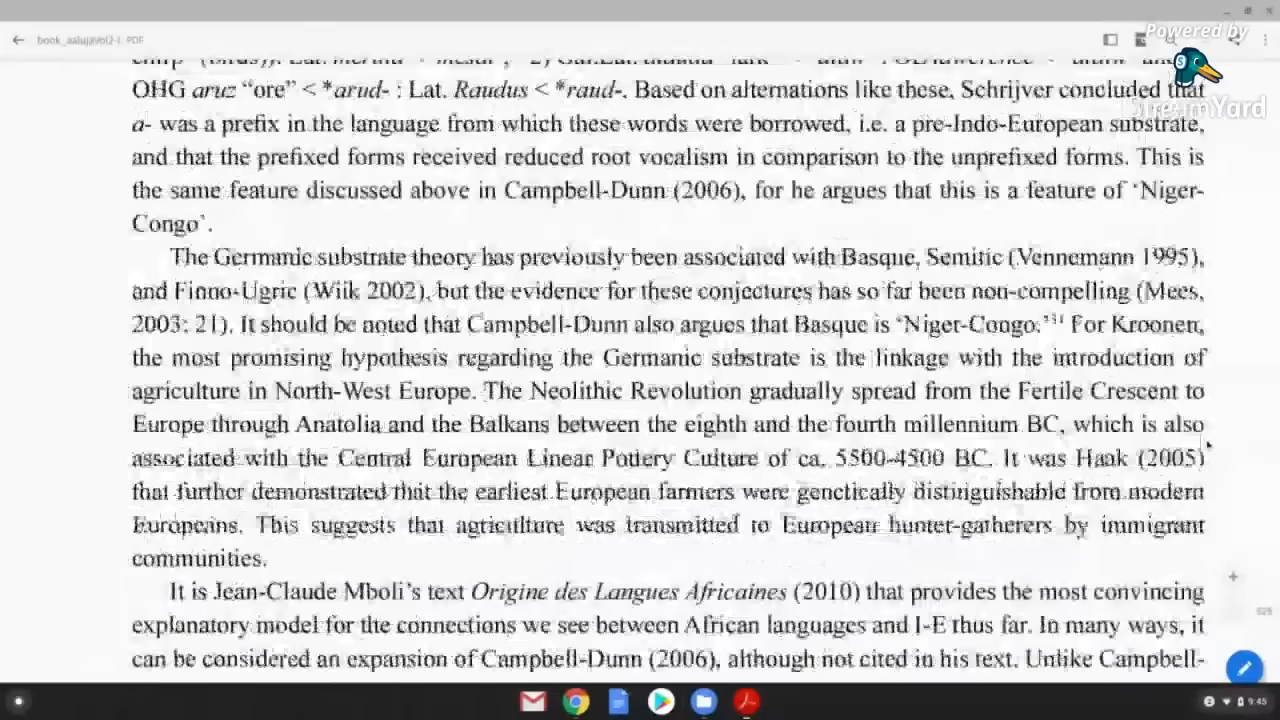 book_aalujaVol2-1 PDF
Powered by
StreamYard
OHG aruz “ore” < *arud- : Lat. Raudus < *raud-. Based on alternations like these, Schrijver concluded that
a- was a prefix in the language from which these words were borrowed, i.e. a pre-Indo-European substrate,
and that the prefixed forms received reduced root vocalism in comparison to the unprefixed forms. This is
the same feature discussed above in Campbell-Dunn (2006), for he argues that this is a feature of ‘Niger-
Congo’.
The Germanic substrate theory has previously been associated with Basque, Semitic (Vennemann 1995),
and Finno-Ugric (Wiik 2002), but the evidence for these conjectures has so far been non-compelling (Mees,
2003: 21). It should be noted that Campbell-Dunn also argues that Basque is ‘Niger-Congo.’³¹ For Kroonen,
the most promising hypothesis regarding the Germanic substrate is the linkage with the introduction of
agriculture in North-West Europe. The Neolithic Revolution gradually spread from the Fertile Crescent to
Europe through Anatolia and the Balkans between the eighth and the fourth millennium BC, which is also
associated with the Central European Linear Pottery Culture of ca. 5500-4500 BC. It was Haak (2005)
that further demonstrated that the earliest European farmers were genetically distinguishable from modern
Europeans. This suggests that agriculture was transmitted to European hunter-gatherers by immigrant
communities.
It is Jean-Claude Mboli’s text Origine des Langues Africaines (2010) that provides the most convincing
explanatory model for the connections we see between African languages and I-E thus far. In many ways, it
can be considered an expansion of Campbell-Dunn (2006), although not cited in his text. Unlike Campbell-
9:45